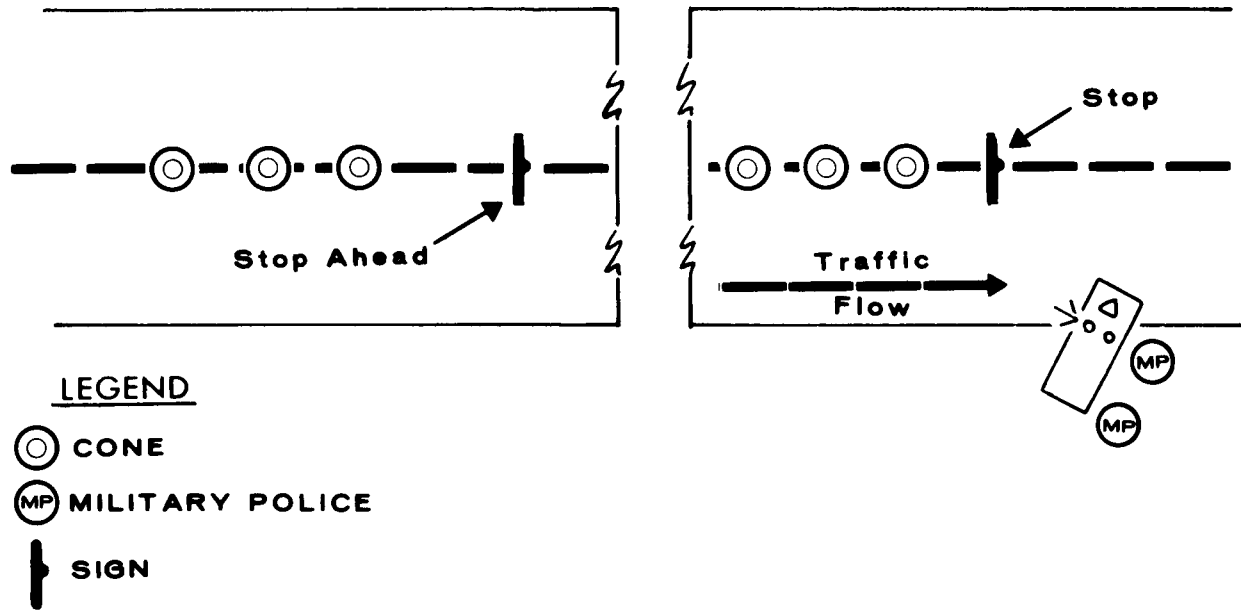 Stop
Stop Ahead
Traffic
Flow
MP
MP
LEGEND
CONE
MP MILITARY POLICE
SIGN